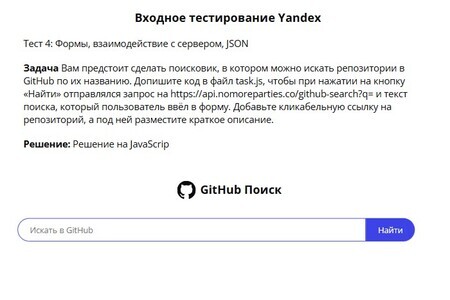 Входное тестирование Yandex
Тест 4: Формы, взаимодействие с сервером, JSON
Задача Вам предстоит сделать поисковик, в котором можно искать репозитории в
GitHub по их названию. Допишите код в файл task.js, чтобы при нажатии на кнопку
«Найти» отправлялся запрос на https://api.nomoreparties.co/github-search?q= и текст
поиска, который пользователь ввёл в форму. Добавьте кликабельную ссылку на
репозиторий, а под ней разместите краткое описание.
Решение: Решение на JavaScrip
GitHub Поиск
Искать в GitHub Найти